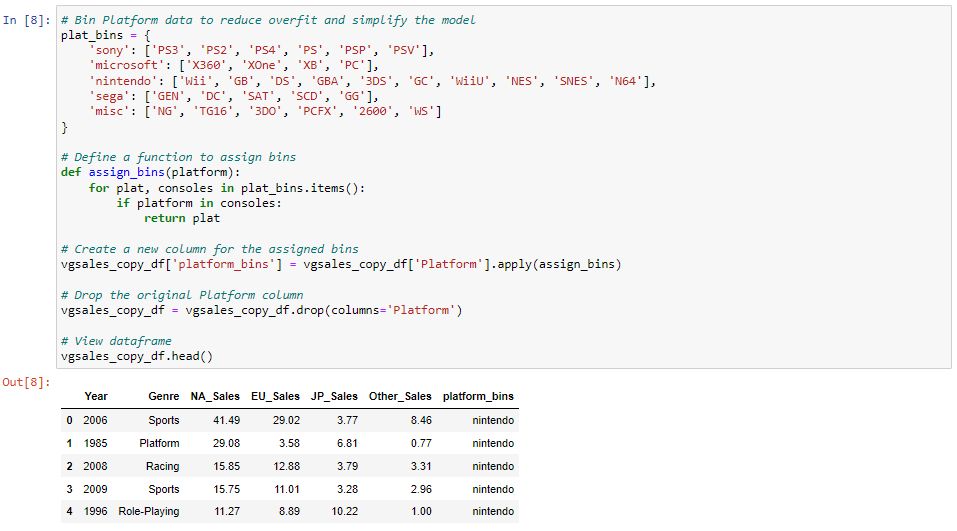 In [8]: # Bin Platform data to reduce overfit and simplify the model
plat_bins = {
    'sony': ['PS3', 'PS2', 'PS4', 'PS', 'PSP', 'PSV'],
    'microsoft': ['X360', 'XOne', 'XB', 'PC'],
    'nintendo': ['Wii', 'GB', 'DS', 'GBA', '3DS', 'GC', 'WiiU', 'NES', 'SNES', 'N64'],
    'sega': ['GEN', 'DC', 'SAT', 'SCD', 'GG'],
    'misc': ['NG', 'TG16', '3DO', 'PCFX', '2600', 'WS']
}
# Define a function to assign bins
def assign_bins(platform):
    for plat, consoles in plat_bins.items():
        if platform in consoles:
            return plat
# Create a new column for the assigned bins
vgsales_copy_df['platform_bins'] = vgsales_copy_df['Platform'].apply(assign_bins)
# Drop the original Platform column
vgsales_copy_df = vgsales_copy_df.drop(columns='Platform')
# View dataframe
vgsales_copy_df.head()
Out[8]:
Year Genre NA_Sales EU_Sales JP_Sales Other_Sales platform_bins
0 2006 Sports 41.49 29.02 3.77 8.46 nintendo
1 1985 Platform 29.08 3.58 6.81 0.77 nintendo
2 2008 Racing 15.85 12.88 3.79 3.31 nintendo
3 2009 Sports 15.75 11.01 3.28 2.96 nintendo
4 1996 Role-Playing 11.27 8.89 10.22 1.00 nintendo